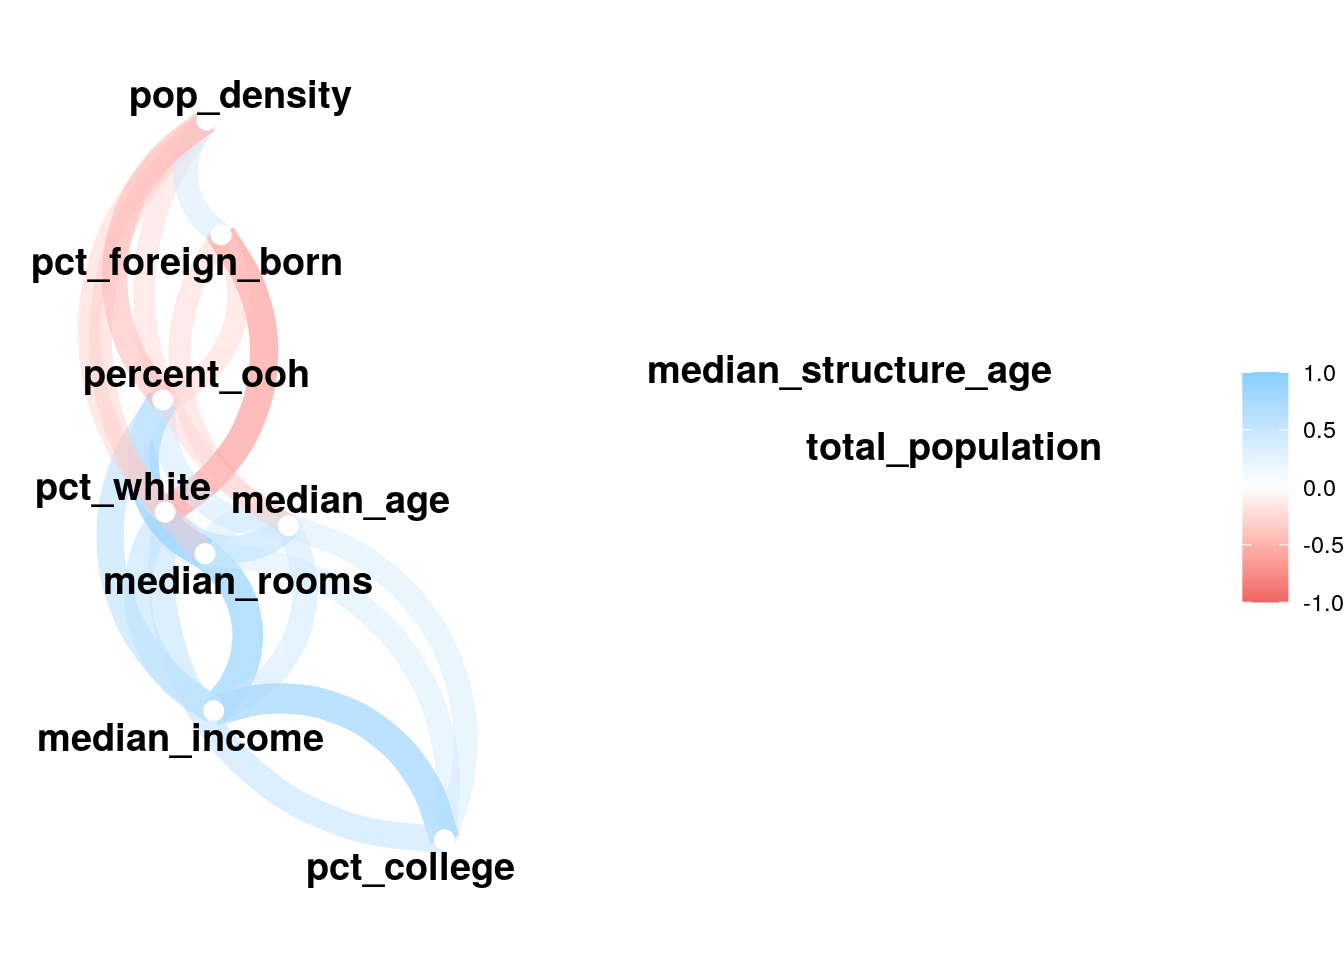 pop_density
pct_foreign_born
percent_ooh
median_structure_age
1.0
0.5
total_population
0.0
pct_white
median_age
-0.5
median_rooms
-1.0
median_income
pct_college